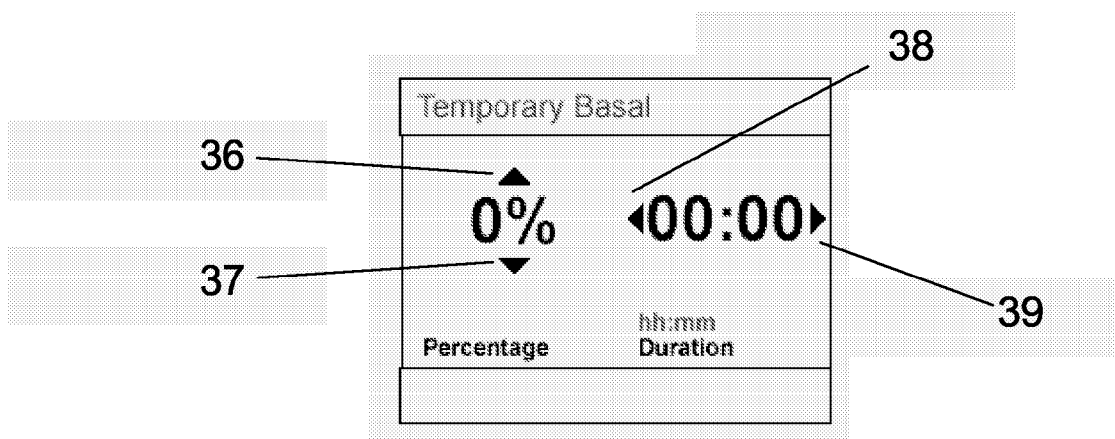 38
Temporary Basal
36
0%
00:00
37
39
hh:mm
Percentage
Duration